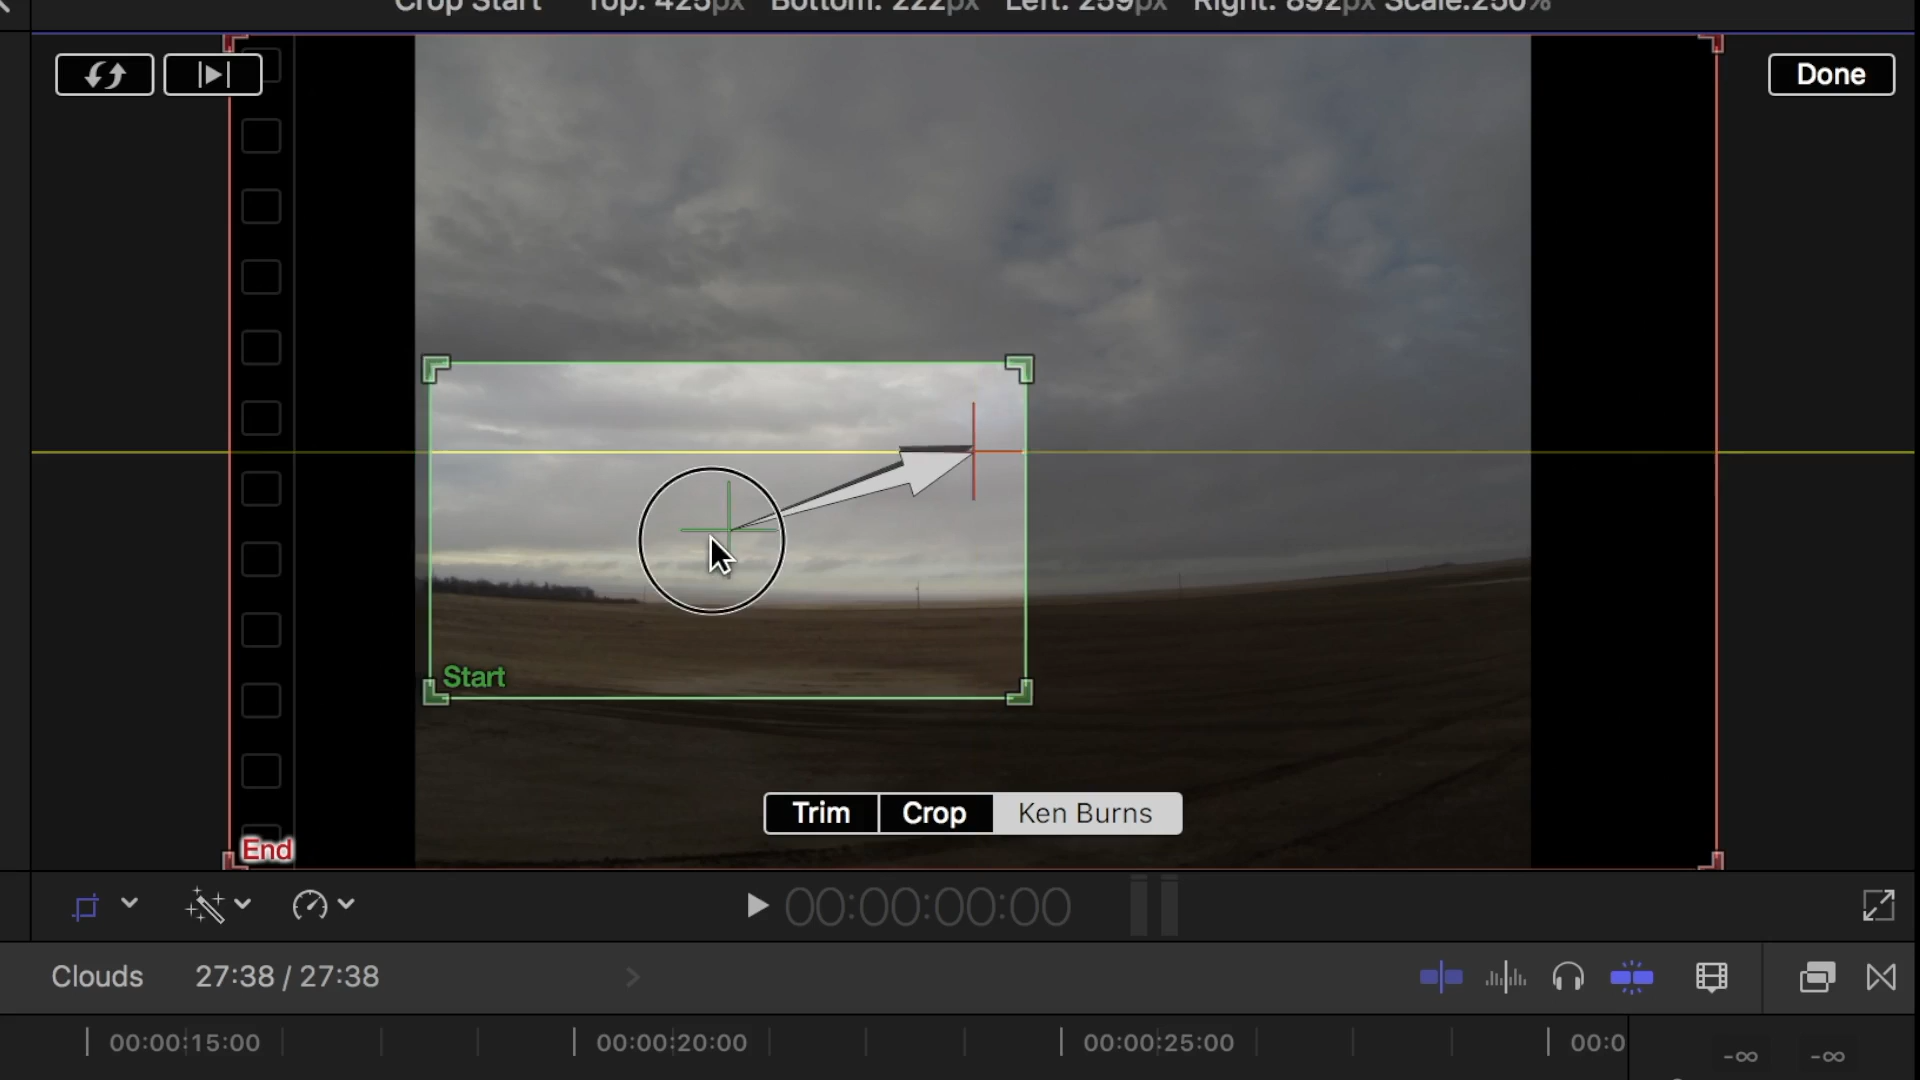 Crop Start Top: 425px Bottom: 222px Left: 259px Right: 892px Scale:250%
Done
Start
Trim Crop Ken Burns
End
00:00:00:00
Clouds 27:38 / 27:38
00:00:15:00 00:00:20:00 00:00:25:00 00:0
-∞ -∞